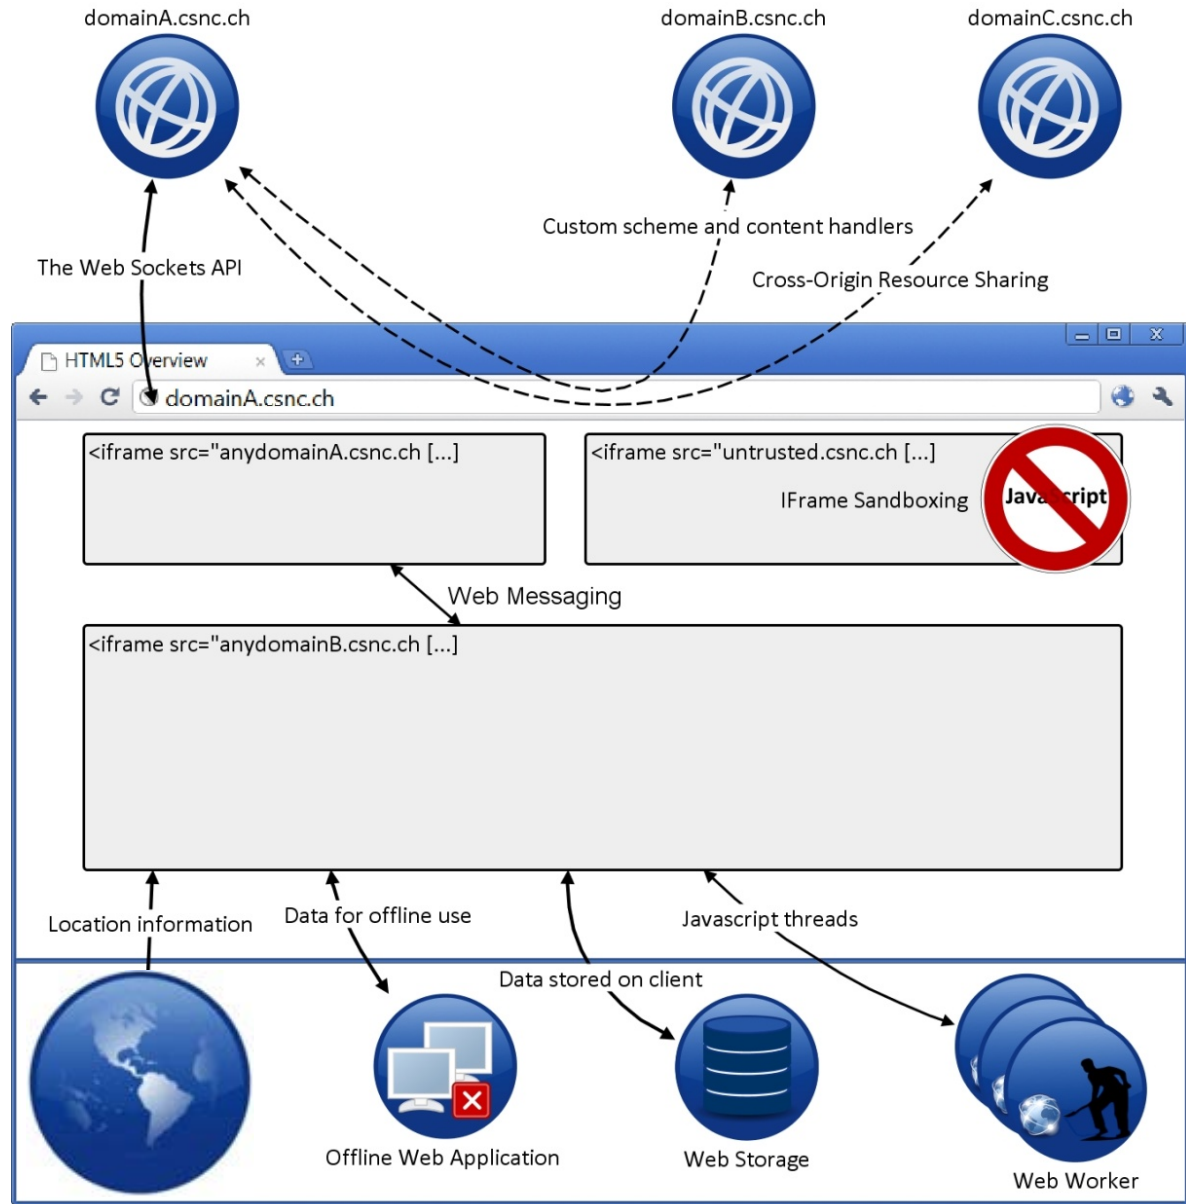 domainA.csnc.ch
domainB.csnc.ch
domainC.csnc.ch
Custom scheme and content handlers
The Web Sockets API
Cross-Origin Resource Sharing
HTML5 Overview
domainA.csnc.ch
<iframe src="anydomainA.csnc.ch [...]
<iframe src="untrusted.csnc.ch [...]
IFrame Sandboxing
JavaScript
Web Messaging
<iframe src="anydomainB.csnc.ch [...]
Location information
Data for offline use
Javascript threads
Data stored on client
Offline Web Application
Web Storage
Web Worker